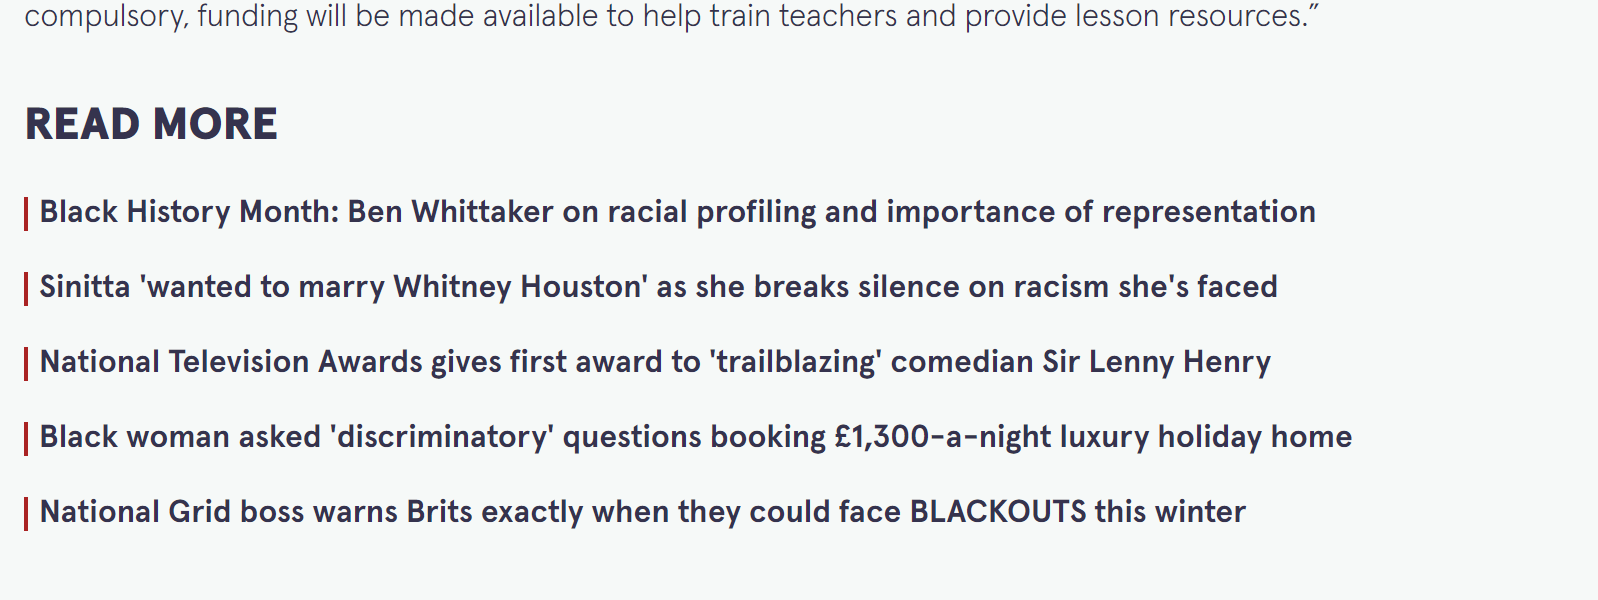 compulsory, funding will be made available to help train teachers and provide lesson resources.”
READ MORE
Black History Month: Ben Whittaker on racial profiling and importance of representation
Sinitta 'wanted to marry Whitney Houston' as she breaks silence on racism she's faced
National Television Awards gives first award to 'trailblazing' comedian Sir Lenny Henry
Black woman asked 'discriminatory' questions booking £1,300-a-night luxury holiday home
National Grid boss warns Brits exactly when they could face BLACKOUTS this winter